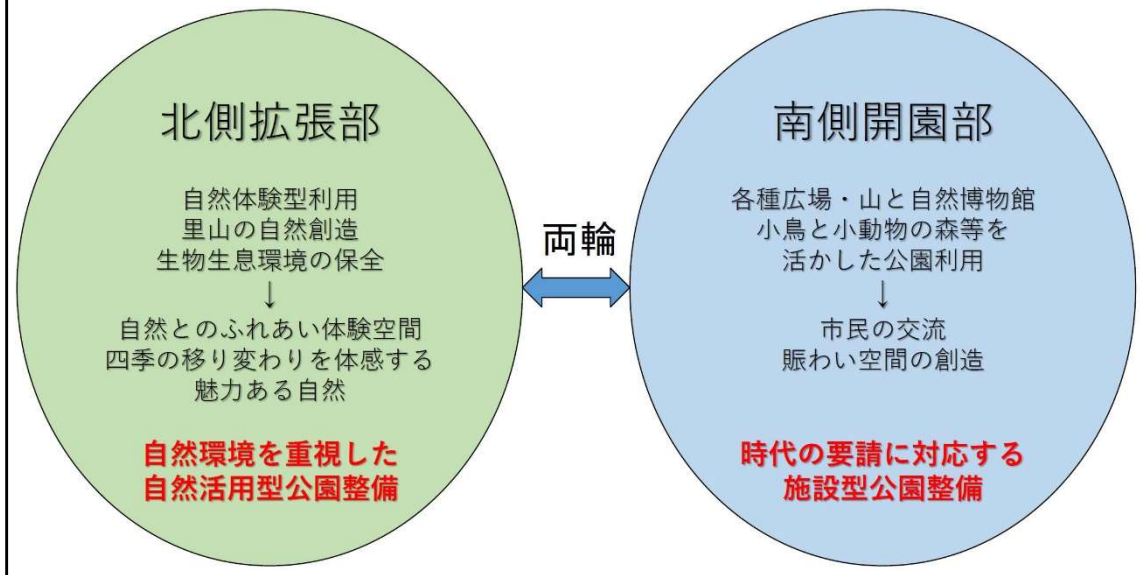 北側拡張部
自然体験型利用
里山の自然創造
生物生息環境の保全
↓
自然とのふれあい体験空間
四季の移り変わりを体感する
魅力ある自然
自然環境を重視した
自然活用型公園整備
両輪
南側開園部
各種広場・山と自然博物館
小鳥と小動物の森等を
活かした公園利用
↓
市民の交流
賑わい空間の創造
時代の要請に対応する
施設型公園整備